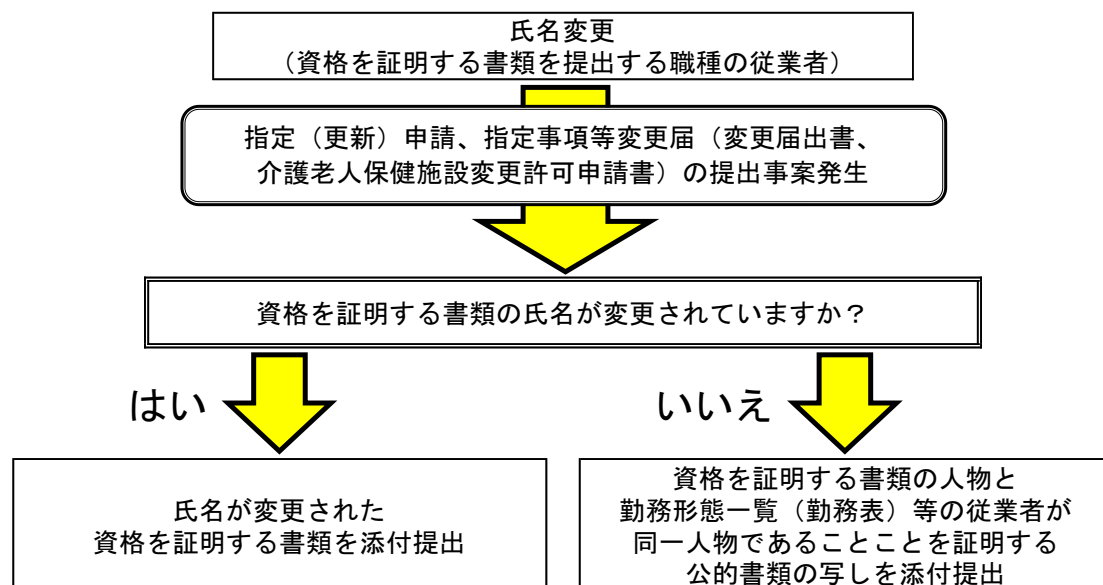 氏名変更
（資格を証明する書類を提出する職種の従業者）
指定（更新）申請、指定事項等変更届（変更届出書、
介護老人保健施設変更許可申請書）の提出事案発生
資格を証明する書類の氏名が変更されていますか？
はい
いいえ
氏名が変更された
資格を証明する書類を添付提出
資格を証明する書類の人物と
勤務形態一覧（勤務表）等の従業者が
同一人物であることことを証明する
公的書類の写しを添付提出